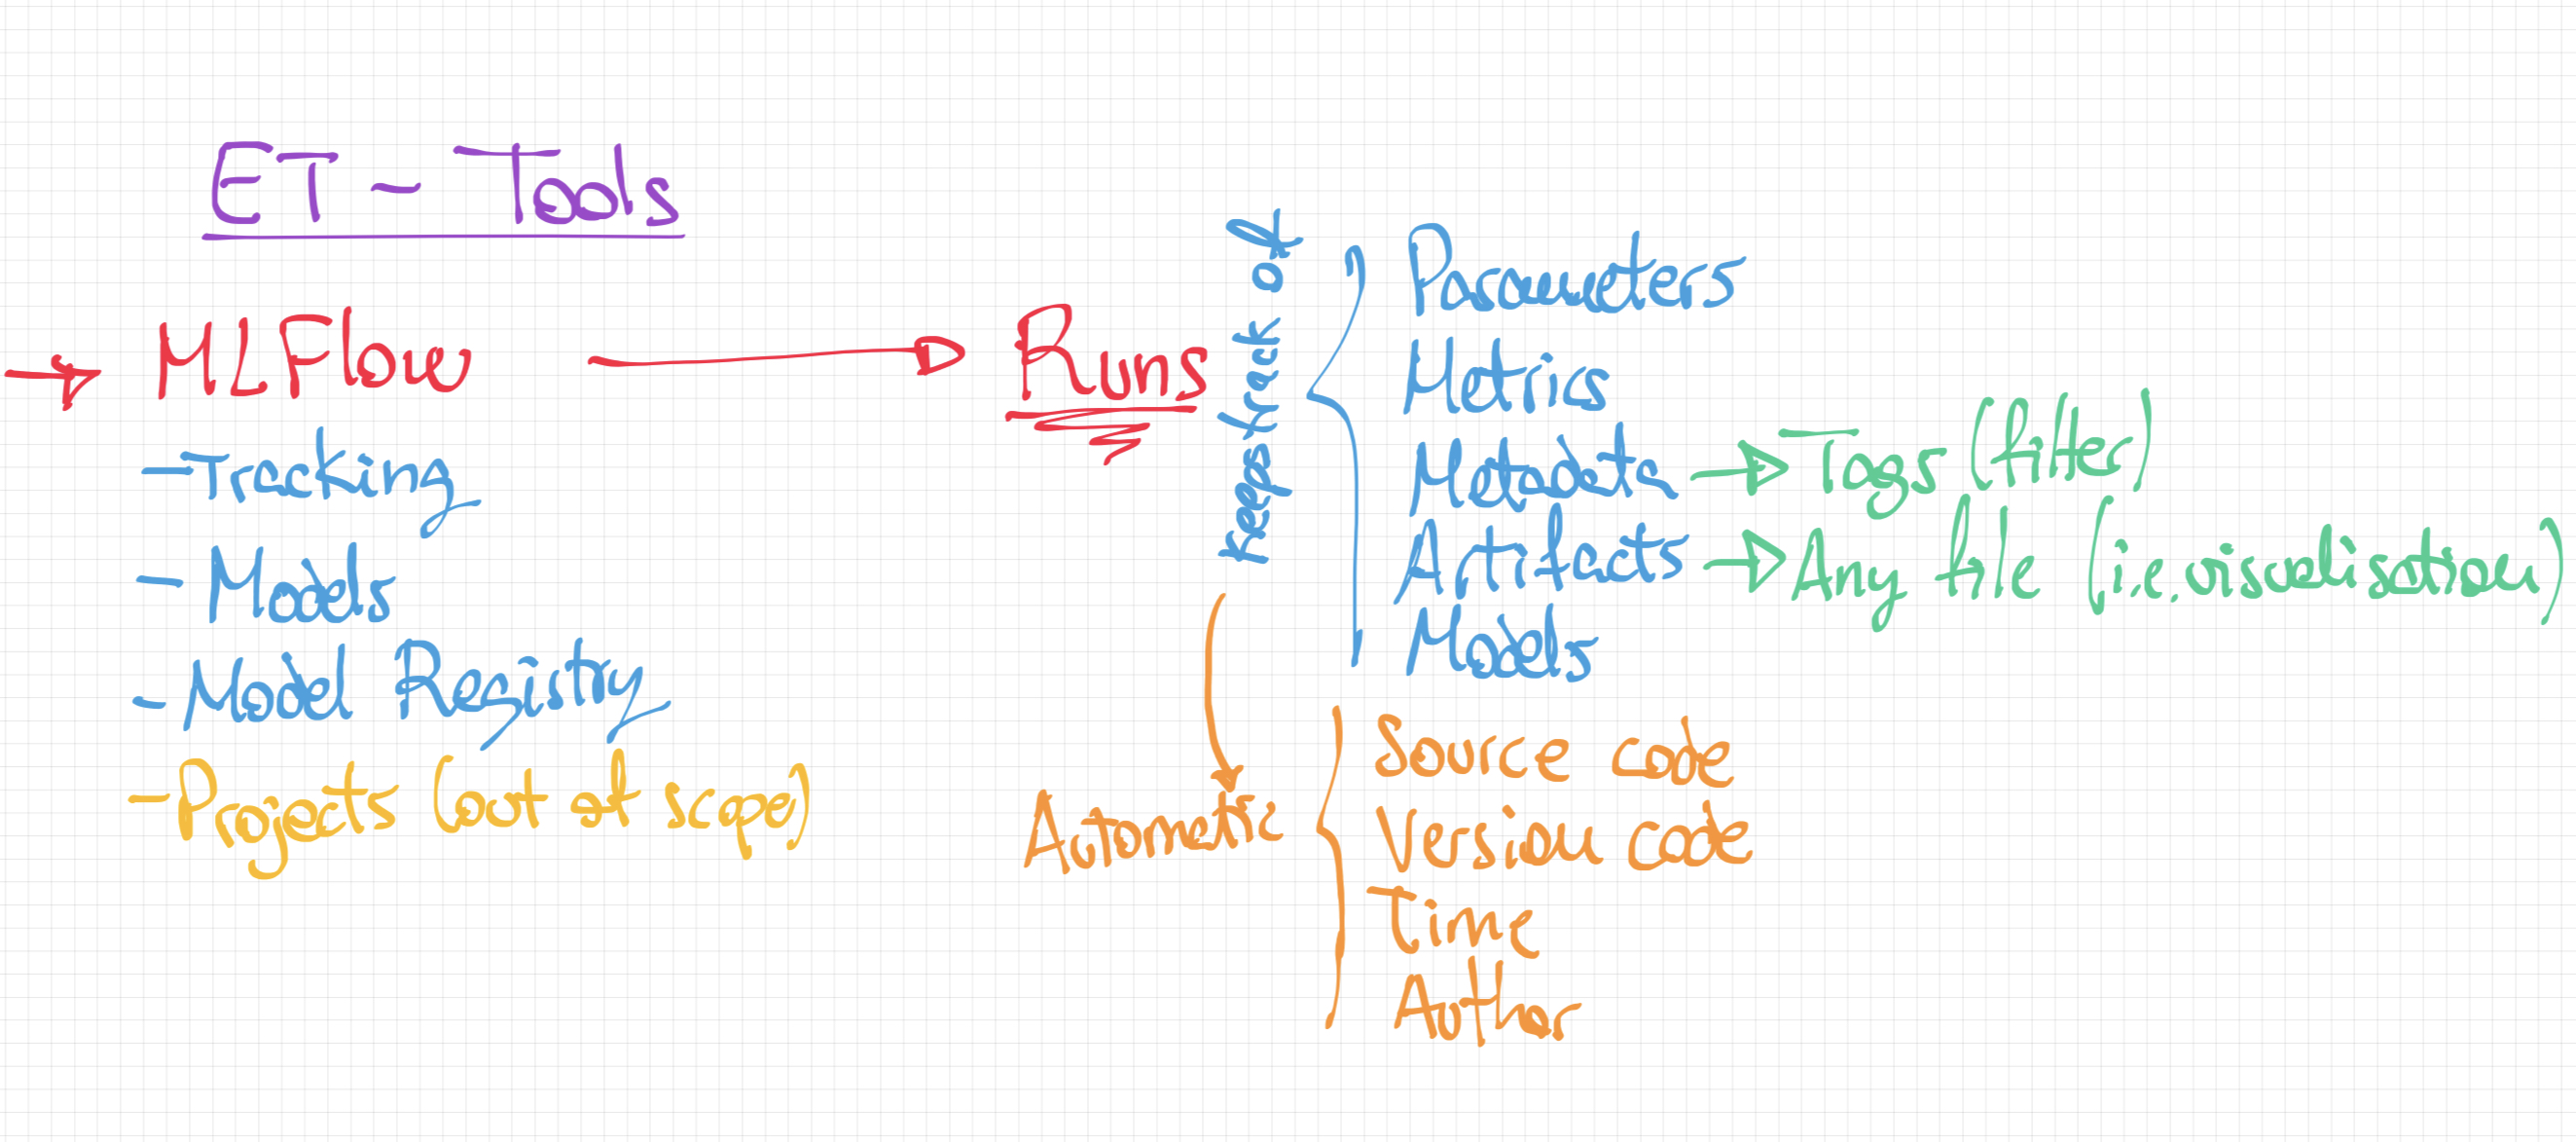 ET - Tools
MLFlow
- Tracking
- Models
- Model Registry
- Projects (out of scope)
Runs
keeps track of
Parameters
Metrics
Metadata → Tags (filter)
Artifacts → Any file (i.e. visualisation)
Models
Automatic
Source code
Version code
Time
Author